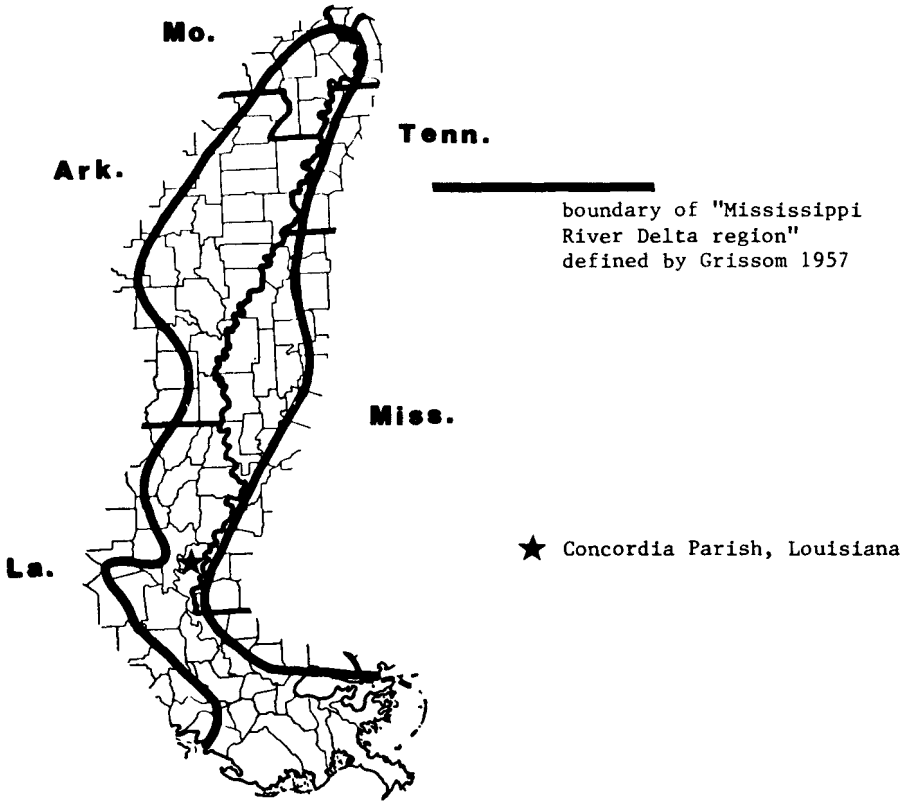 Mo.
Tenn.
Ark.
boundary of "Mississippi
River Delta region"
defined by Grissom 1957
Miss.
★ Concordia Parish, Louisiana
La.